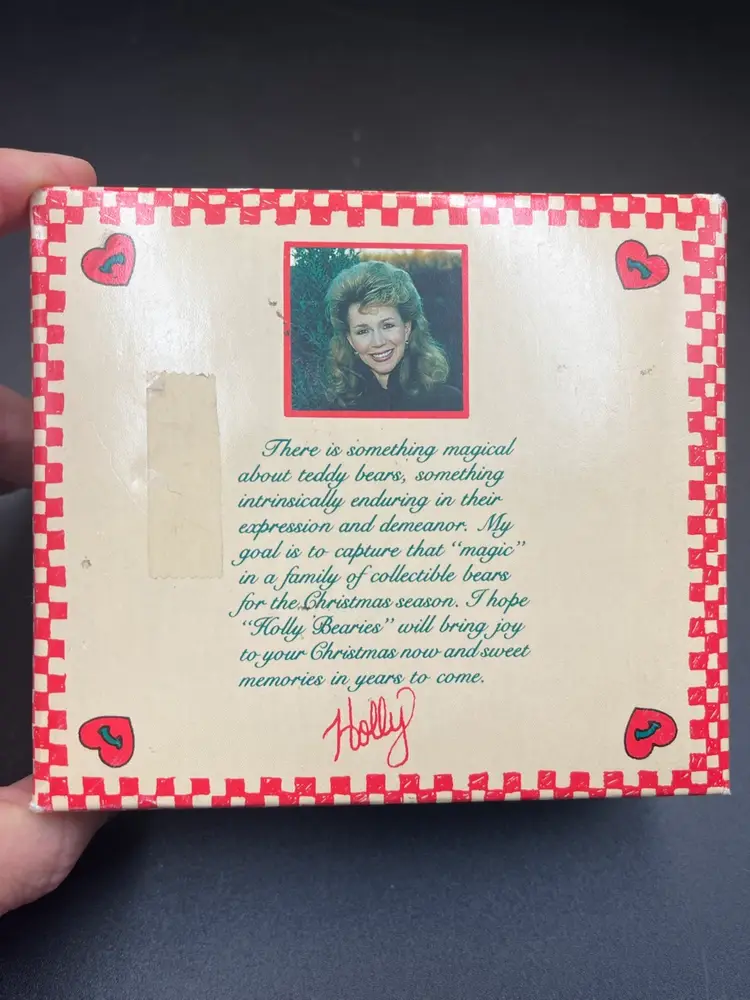 There is something magical
about teddy bears, something
intrinsically enduring in their
expression and demeanor. My
goal is to capture that “magic”
in a family of collectible bears
for the Christmas season. I hope
“Holly Bearies” will bring joy
to your Christmas now and sweet
memories in years to come.
Holly